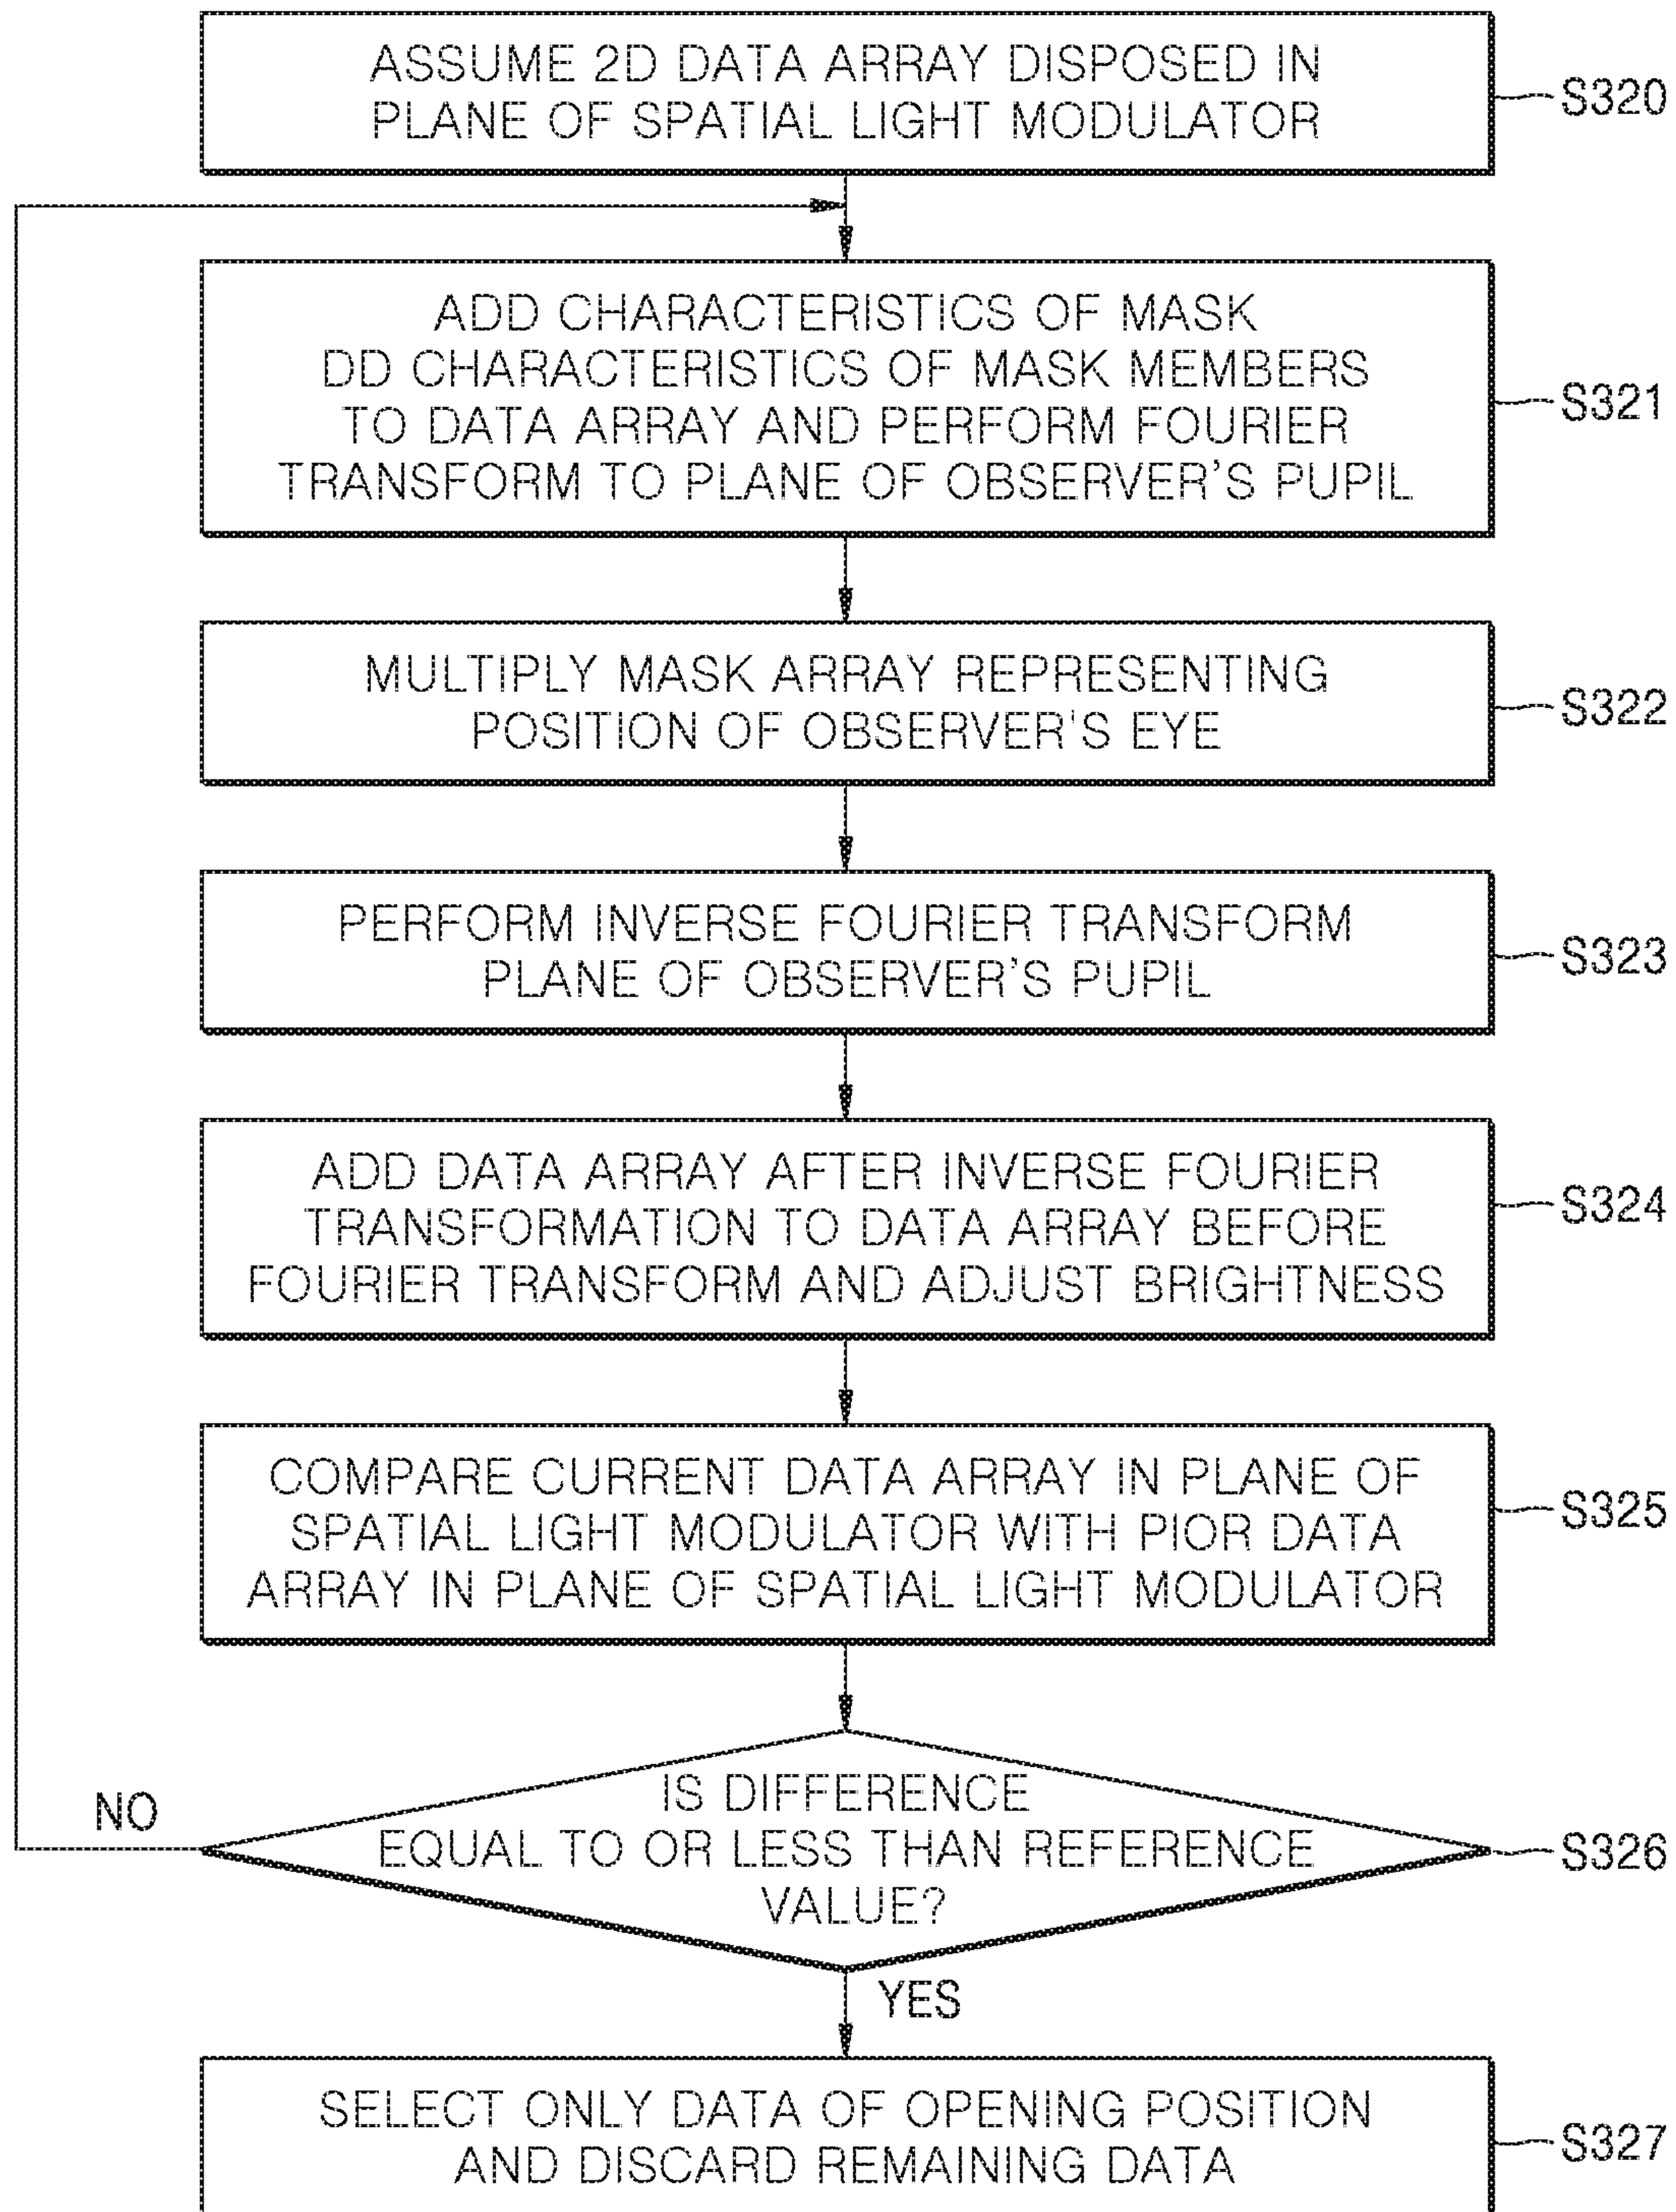 ASSUME 2D DATA ARRAY DISPOSED IN
PLANE OF SPATIAL LIGHT MODULATOR
S320
ADD CHARACTERISTICS OF MASK
DD CHARACTERISTICS OF MASK MEMBERS
TO DATA ARRAY AND PERFORM FOURIER
TRANSFORM TO PLANE OF OBSERVER'S PUPIL
S321
MULTIPLY MASK ARRAY REPRESENTING
POSITION OF OBSERVER'S EYE
S322
PERFORM INVERSE FOURIER TRANSFORM
PLANE OF OBSERVER'S PUPIL
S323
ADD DATA ARRAY AFTER INVERSE FOURIER
TRANSFORMATION TO DATA ARRAY BEFORE
FOURIER TRANSFORM AND ADJUST BRIGHTNESS
S324
COMPARE CURRENT DATA ARRAY IN PLANE OF
SPATIAL LIGHT MODULATOR WITH PIOR DATA
ARRAY IN PLANE OF SPATIAL LIGHT MODULATOR
S325
NO
IS DIFFERENCE
EQUAL TO OR LESS THAN REFERENCE
VALUE?
S326
YES
SELECT ONLY DATA OF OPENING POSITION
AND DISCARD REMAINING DATA
S327